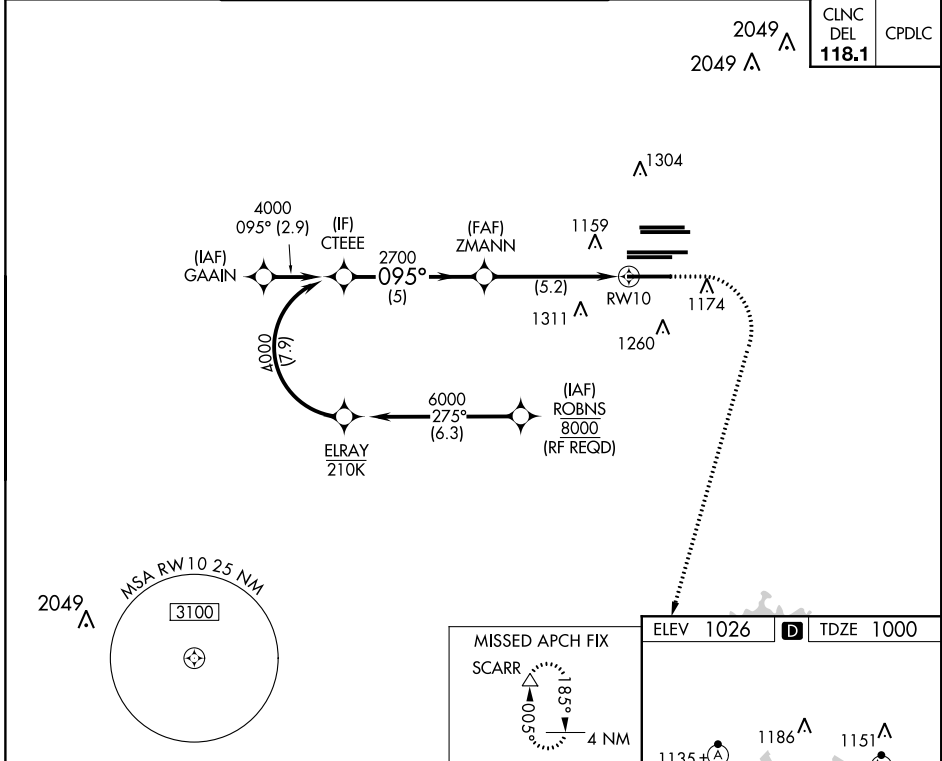 CLNC
DEL
118.1
CPDLC
2049
2049
1304
4000
095° (2.9)
(IF)
CTEEE
(FAF)
ZMANN
1159
(IAF)
GAAIN
2700
095°
(5)
(5.2)
RW10
1174
1311
1260
4000
(7.9)
6000
275°
(6.3)
(IAF)
ROBNS
8000
(RF REQD)
ELRAY
210K
MSA RW10 25 NM
3100
2049
MISSED APCH FIX
SCARR
185°
005°
4 NM
ELEV 1026
D
TDZE 1000
1186
1151
1135±
A